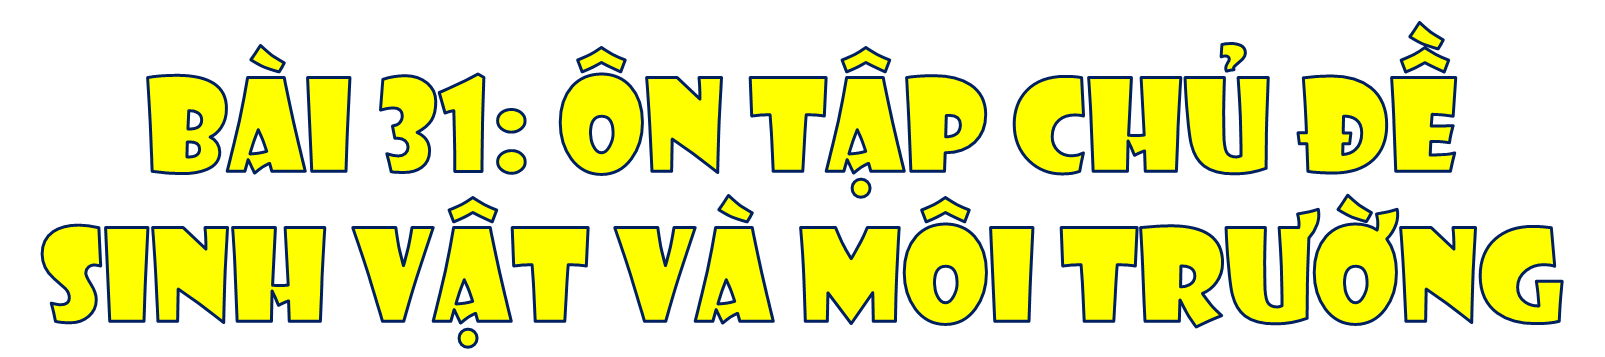 BÀI 31: ÔN TẬP CHỦ ĐỀ
SINH VẬT VÀ MÔI TRƯỜNG